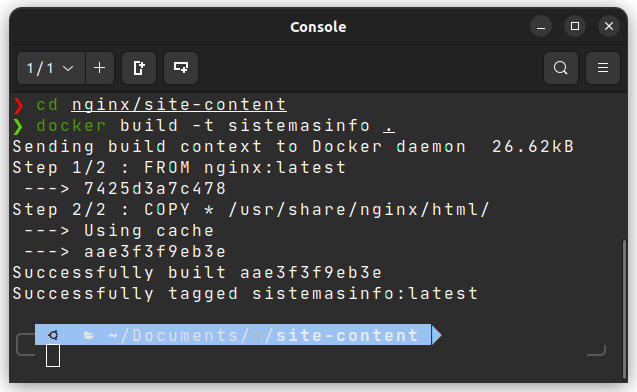 Console
1/1
❯ cd nginx/site-content
❯ docker build -t sistemasinfo .
Sending build context to Docker daemon  26.62kB
Step 1/2 : FROM nginx:latest
 ---> 7425d3a7c478
Step 2/2 : COPY * /usr/share/nginx/html/
 ---> Using cache
 ---> aae3f3f9eb3e
Successfully built aae3f3f9eb3e
Successfully tagged sistemasinfo:latest
~/Documents/n/site-content